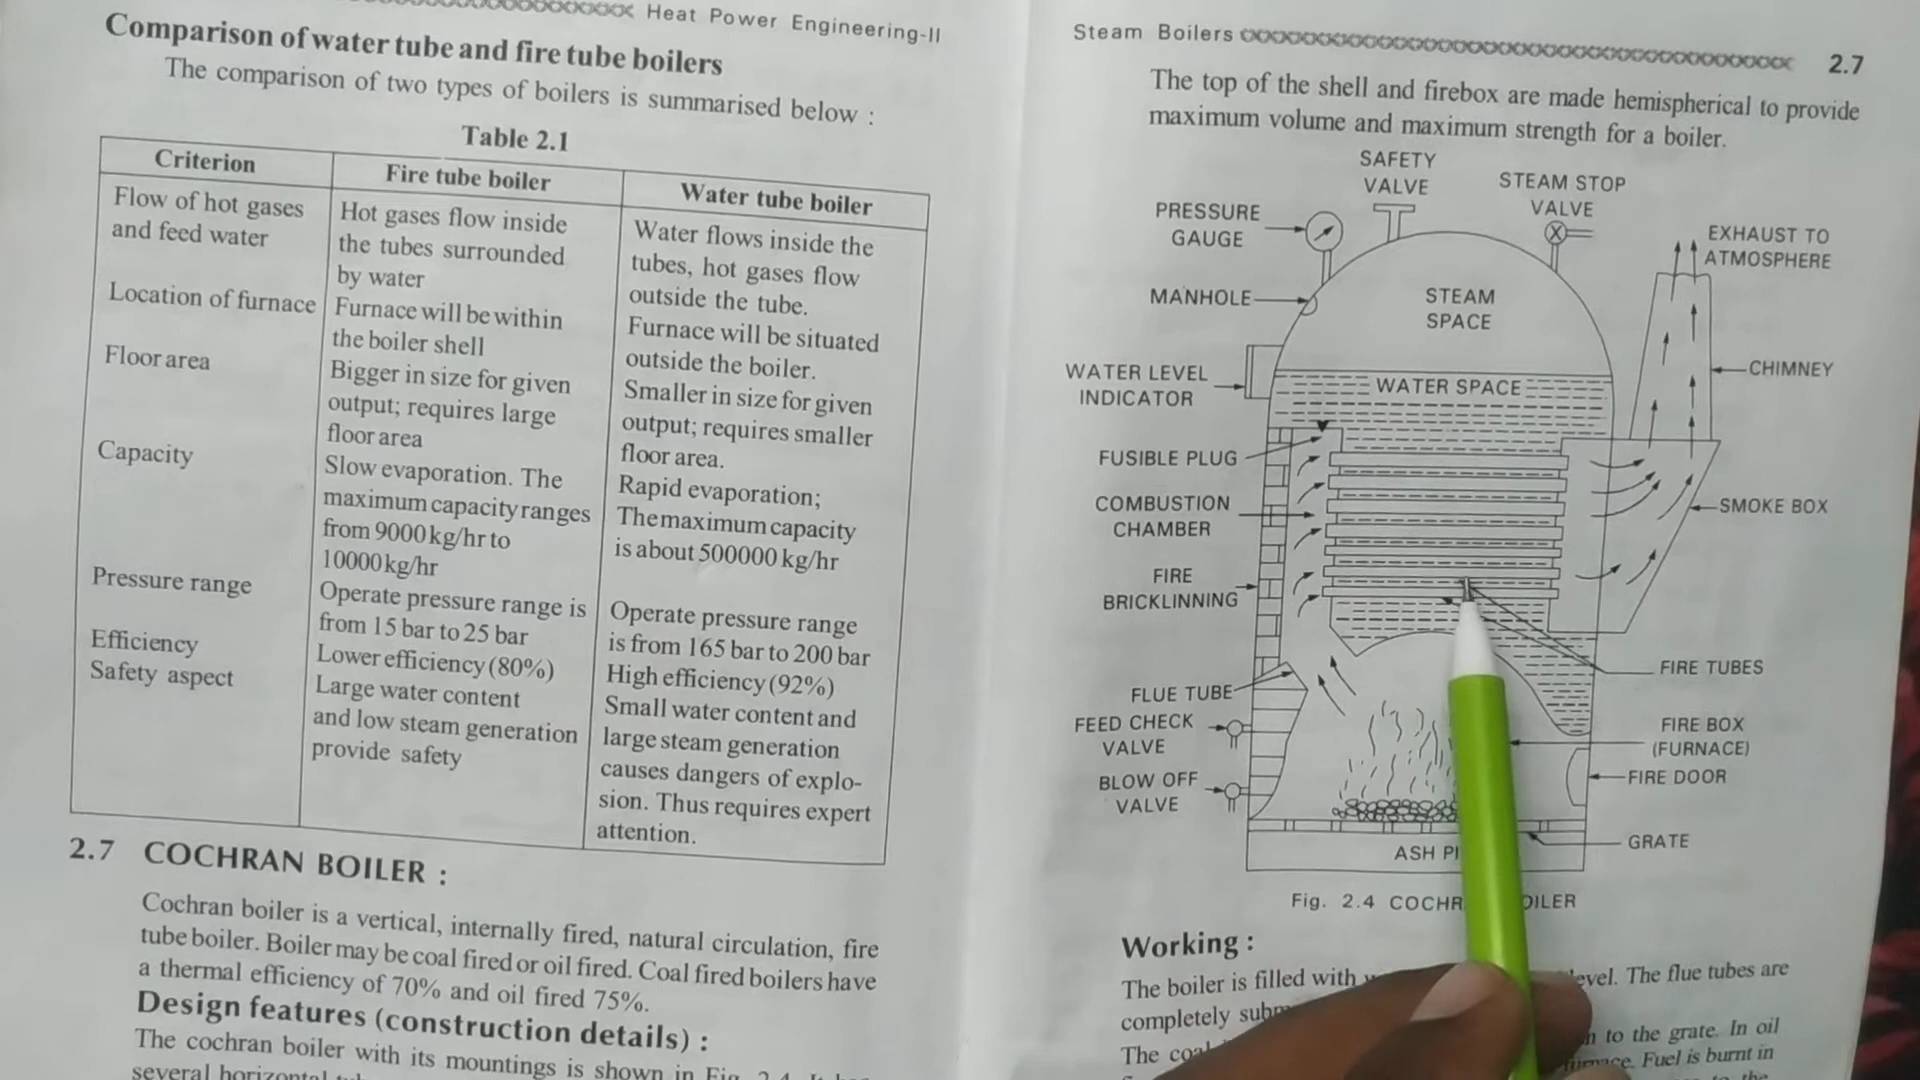 Heat Power Engineering-II
Comparison of water tube and fire tube boilers
The comparison of two types of boilers is summarised below :
Table 2.1
Criterion
Fire tube boiler
Water tube boiler
Flow of hot gases
and feed water
Hot gases flow inside
the tubes surrounded
by water
Water flows inside the
tubes, hot gases flow
outside the tube.
Location of furnace
Furnace will be within
the boiler shell
Furnace will be situated
outside the boiler.
Floor area
Bigger in size for given
output; requires large
floor area
Smaller in size for given
output; requires smaller
floor area.
Capacity
Slow evaporation. The
maximum capacity ranges
from 9000 kg/hr to
10000 kg/hr
Rapid evaporation;
The maximum capacity
is about 500000 kg/hr
Pressure range
Operate pressure range is
from 15 bar to 25 bar
Operate pressure range
is from 165 bar to 200 bar
Efficiency
Lower efficiency (80%)
High efficiency (92%)
Safety aspect
Large water content
and low steam generation
provide safety
Small water content and
large steam generation
causes dangers of explo-
sion. Thus requires expert
attention.
2.7 COCHRAN BOILER :
Cochran boiler is a vertical, internally fired, natural circulation, fire
tube boiler. Boiler may be coal fired or oil fired. Coal fired boilers have
a thermal efficiency of 70% and oil fired 75%.
Design features (construction details) :
The cochran boiler with its mountings is shown in Fig. 2.4. It
several horizontal
Steam Boilers 2.7
The top of the shell and firebox are made hemispherical to provide
maximum volume and maximum strength for a boiler.
SAFETY
VALVE
STEAM STOP
VALVE
PRESSURE
GAUGE
EXHAUST TO
ATMOSPHERE
MANHOLE
STEAM
SPACE
WATER LEVEL
INDICATOR
WATER SPACE
CHIMNEY
FUSIBLE PLUG
COMBUSTION
CHAMBER
SMOKE BOX
FIRE
BRICKLINNING
FIRE TUBES
FLUE TUBE
FEED CHECK
VALVE
FIRE BOX
(FURNACE)
FIRE DOOR
BLOW OFF
VALVE
GRATE
ASH
Fig. 2.4
Working :
The boiler is filled with level. The flue tubes are
completely
The to the grate. In oil
Fuel is burnt in
the